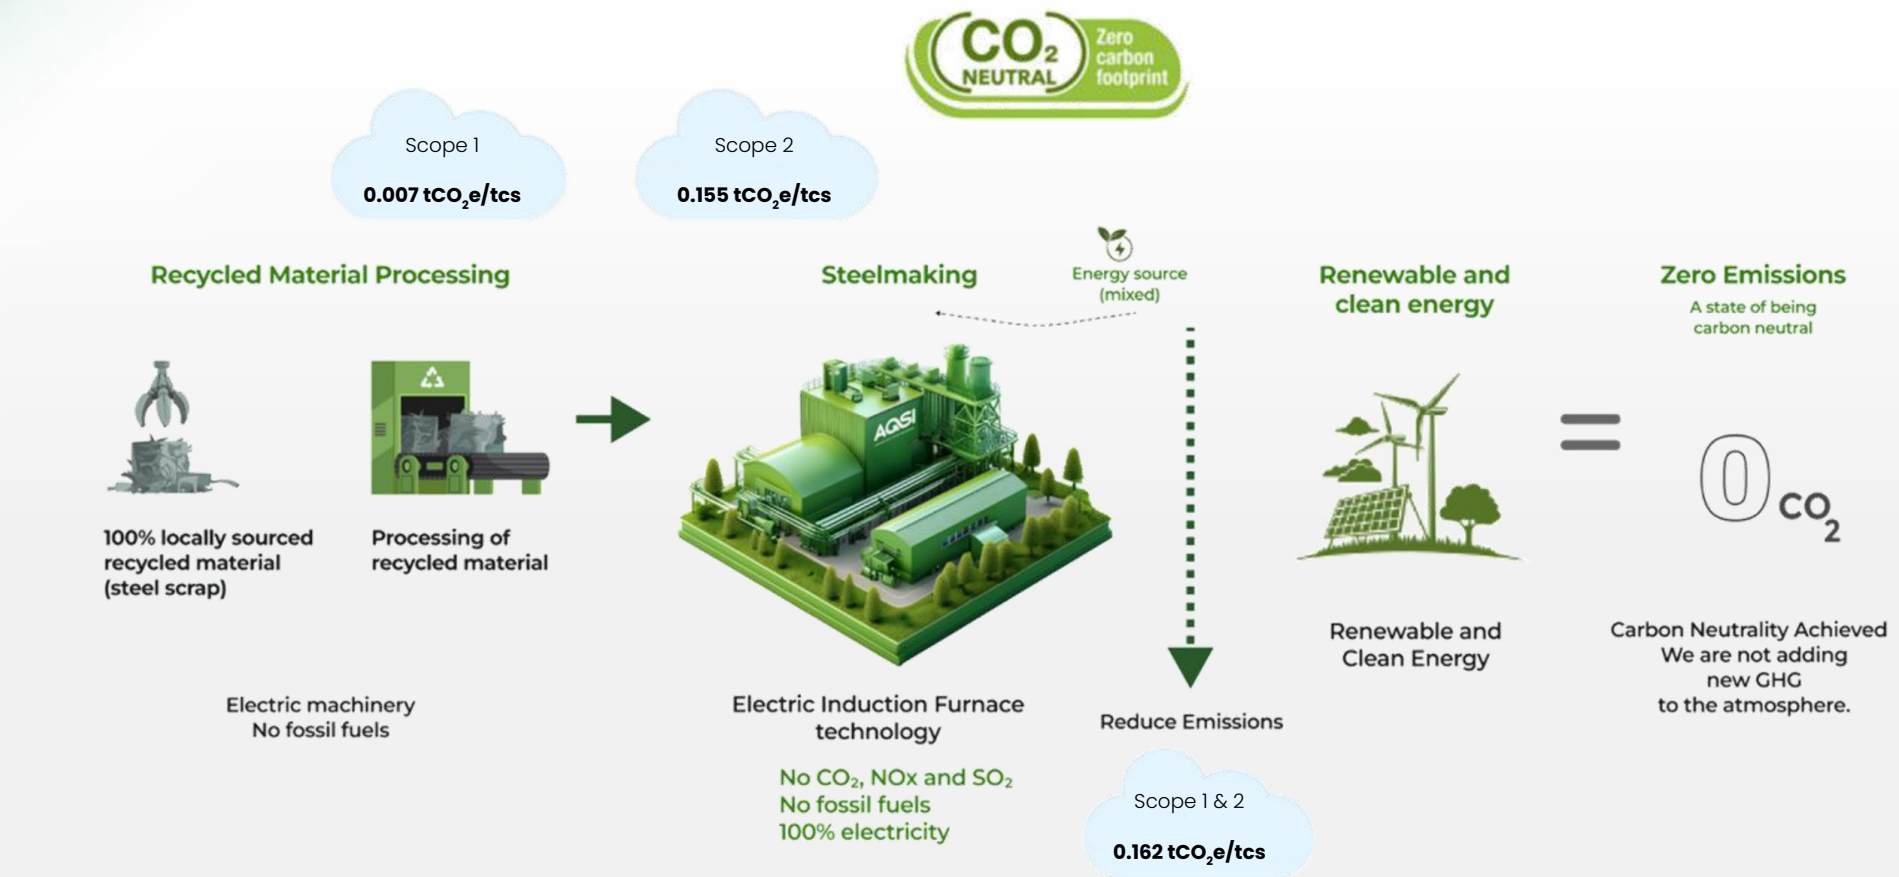 CO₂
NEUTRAL
Zero
carbon
footprint
Scope 1
0.007 tCO₂e/tcs
Scope 2
0.155 tCO₂e/tcs
Recycled Material Processing
Steelmaking
Energy source
(mixed)
Renewable and
clean energy
Zero Emissions
A state of being
carbon neutral
AQSI
0 CO₂
100% locally sourced
recycled material
(steel scrap)
Processing of
recycled material
Electric machinery
No fossil fuels
Electric Induction Furnace
technology
No CO₂, NOx and SO₂
No fossil fuels
100% electricity
Reduce Emissions
Scope 1 & 2
0.162 tCO₂e/tcs
Renewable and
Clean Energy
Carbon Neutrality Achieved
We are not adding
new GHG
to the atmosphere.